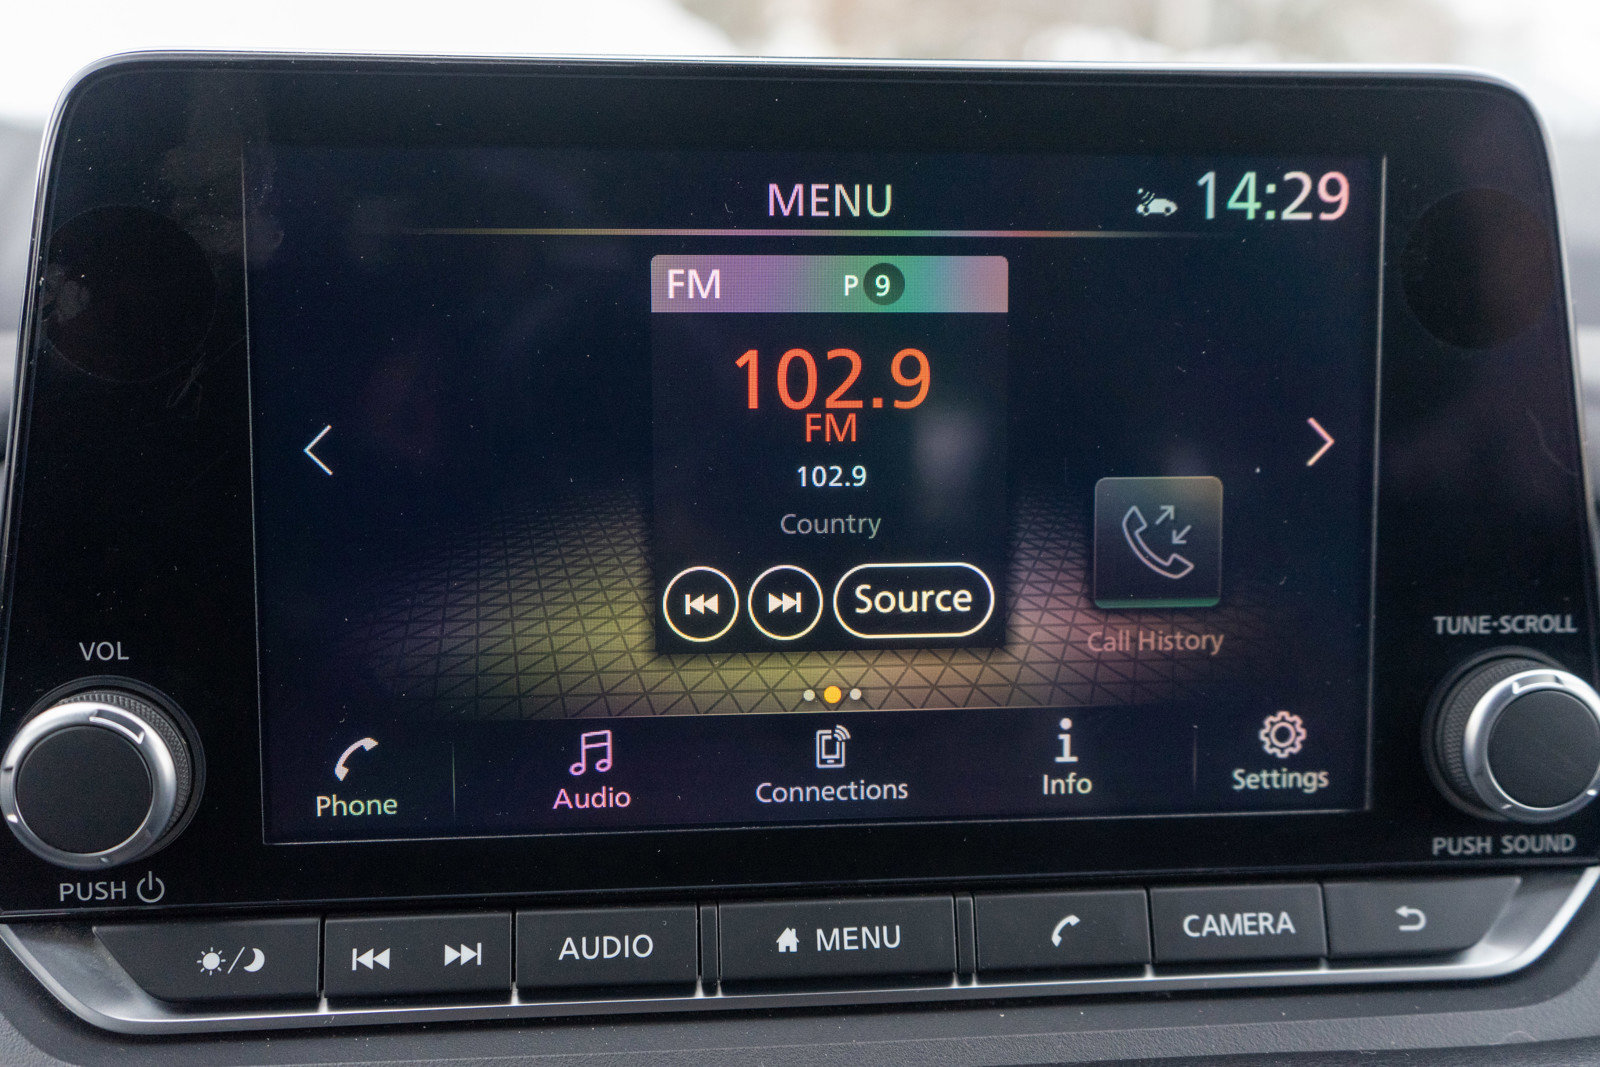 MENU
14:29
FM P 9
102.9
FM
102.9
Country
Source
Call History
VOL
TUNE·SCROLL
Phone
Audio
Connections
Info
Settings
PUSH
PUSH SOUND
AUDIO
MENU
CAMERA